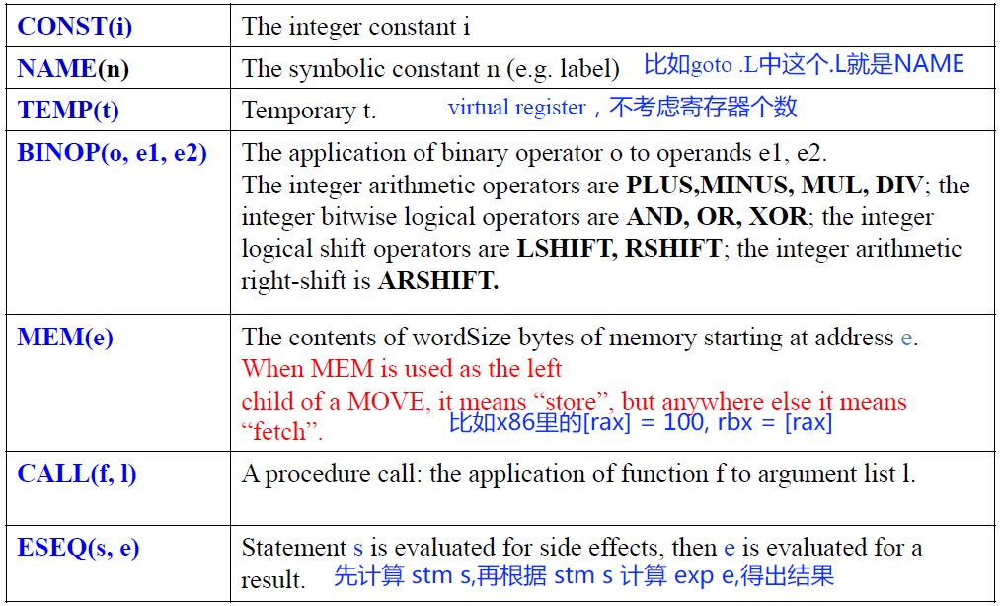 CONST(i) The integer constant i
NAME(n) The symbolic constant n (e.g. label) 比如goto .L中这个.L就是NAME
TEMP(t) Temporary t. virtual register，不考虑寄存器个数
BINOP(o, e1, e2) The application of binary operator o to operands e1, e2.
The integer arithmetic operators are PLUS,MINUS, MUL, DIV; the
integer bitwise logical operators are AND, OR, XOR; the integer
logical shift operators are LSHIFT, RSHIFT; the integer arithmetic
right-shift is ARSHIFT.
MEM(e) The contents of wordSize bytes of memory starting at address e.
When MEM is used as the left
child of a MOVE, it means “store”, but anywhere else it means
“fetch”. 比如x86里的[rax] = 100, rbx = [rax]
CALL(f, l) A procedure call: the application of function f to argument list l.
ESEQ(s, e) Statement s is evaluated for side effects, then e is evaluated for a
result. 先计算 stm s,再根据 stm s 计算 exp e,得出结果